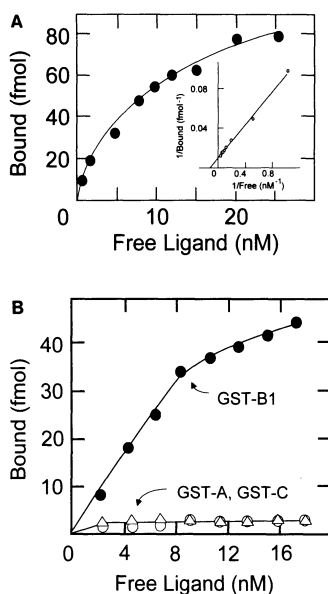 A
Bound (fmol)
80
60
40
20
0
10
20
Free Ligand (nM)
1/Bound (fmol⁻¹)
0.08
0.04
0
0.4
0.8
1/Free (nM⁻¹)
B
Bound (fmol)
40
30
20
10
0
4
8
12
16
GST-B1
GST-A, GST-C
Free Ligand (nM)